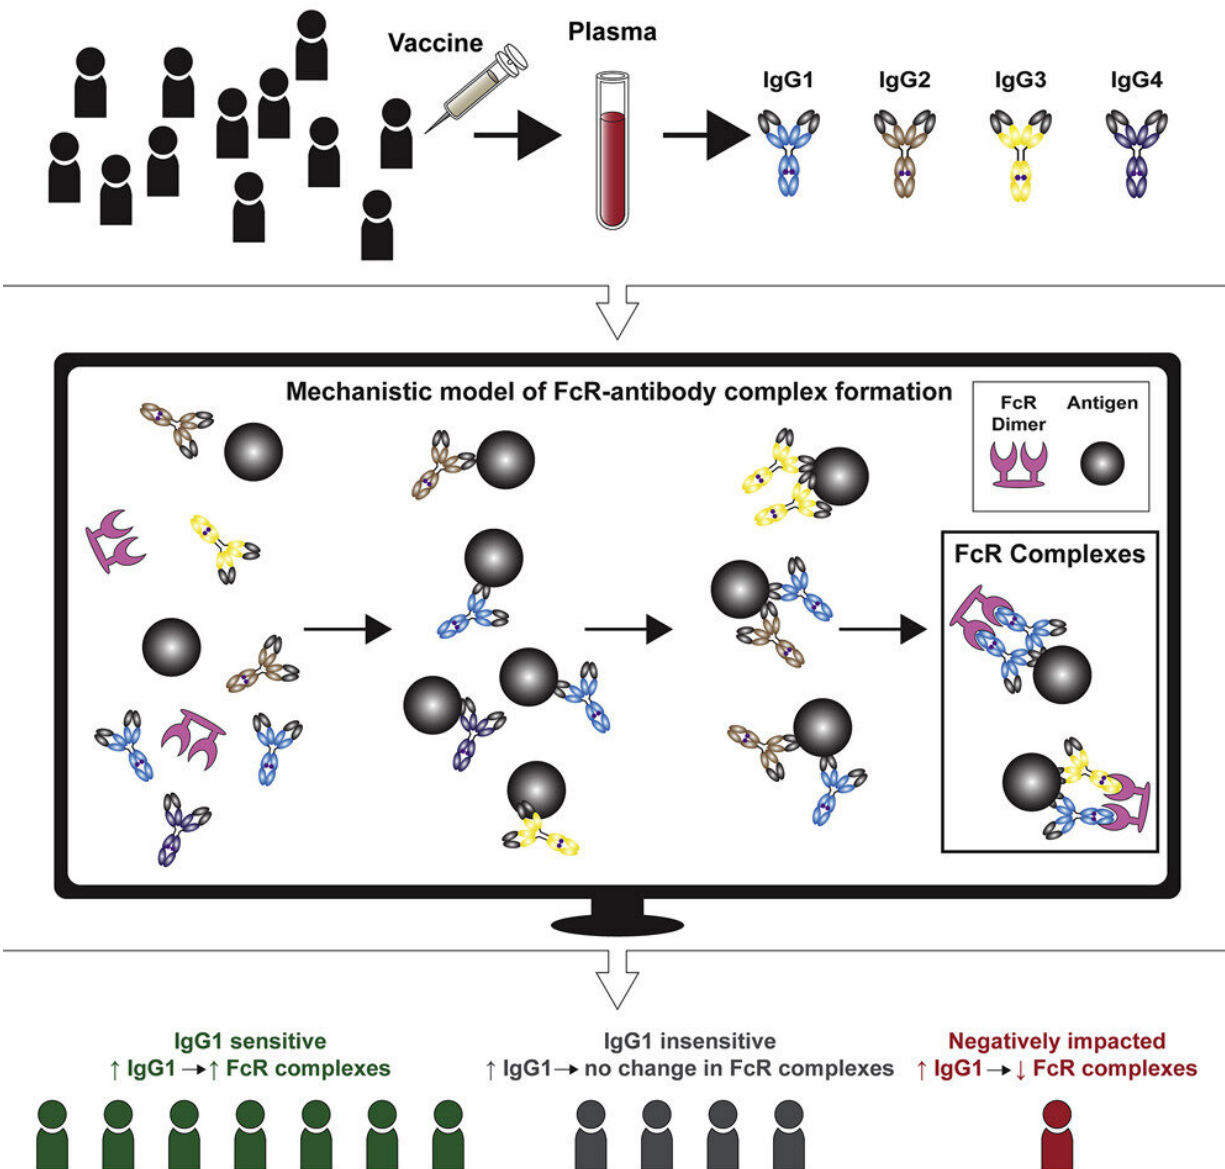 Vaccine
Plasma
IgG1
IgG2
IgG3
IgG4
Mechanistic model of FcR-antibody complex formation
FcR
Dimer
Antigen
FcR Complexes
IgG1 sensitive
↑ IgG1 → ↑ FcR complexes
IgG1 insensitive
↑ IgG1 → no change in FcR complexes
Negatively impacted
↑ IgG1 → ↓ FcR complexes